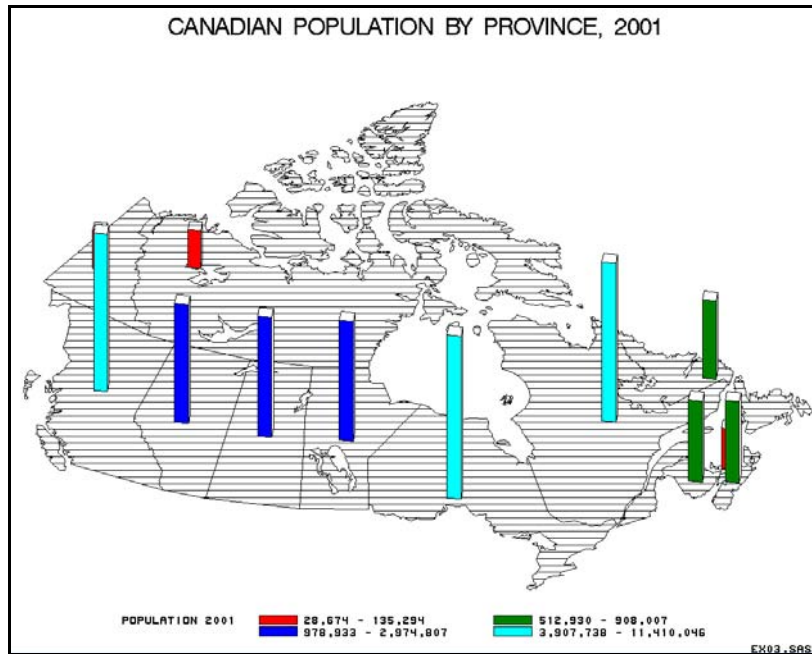 CANADIAN POPULATION BY PROVINCE, 2001
POPULATION 2001 28,674 - 135,294 512,930 - 908,007
978,933 - 2,974,807 3,907,738 - 11,410,046
EX03.SAS